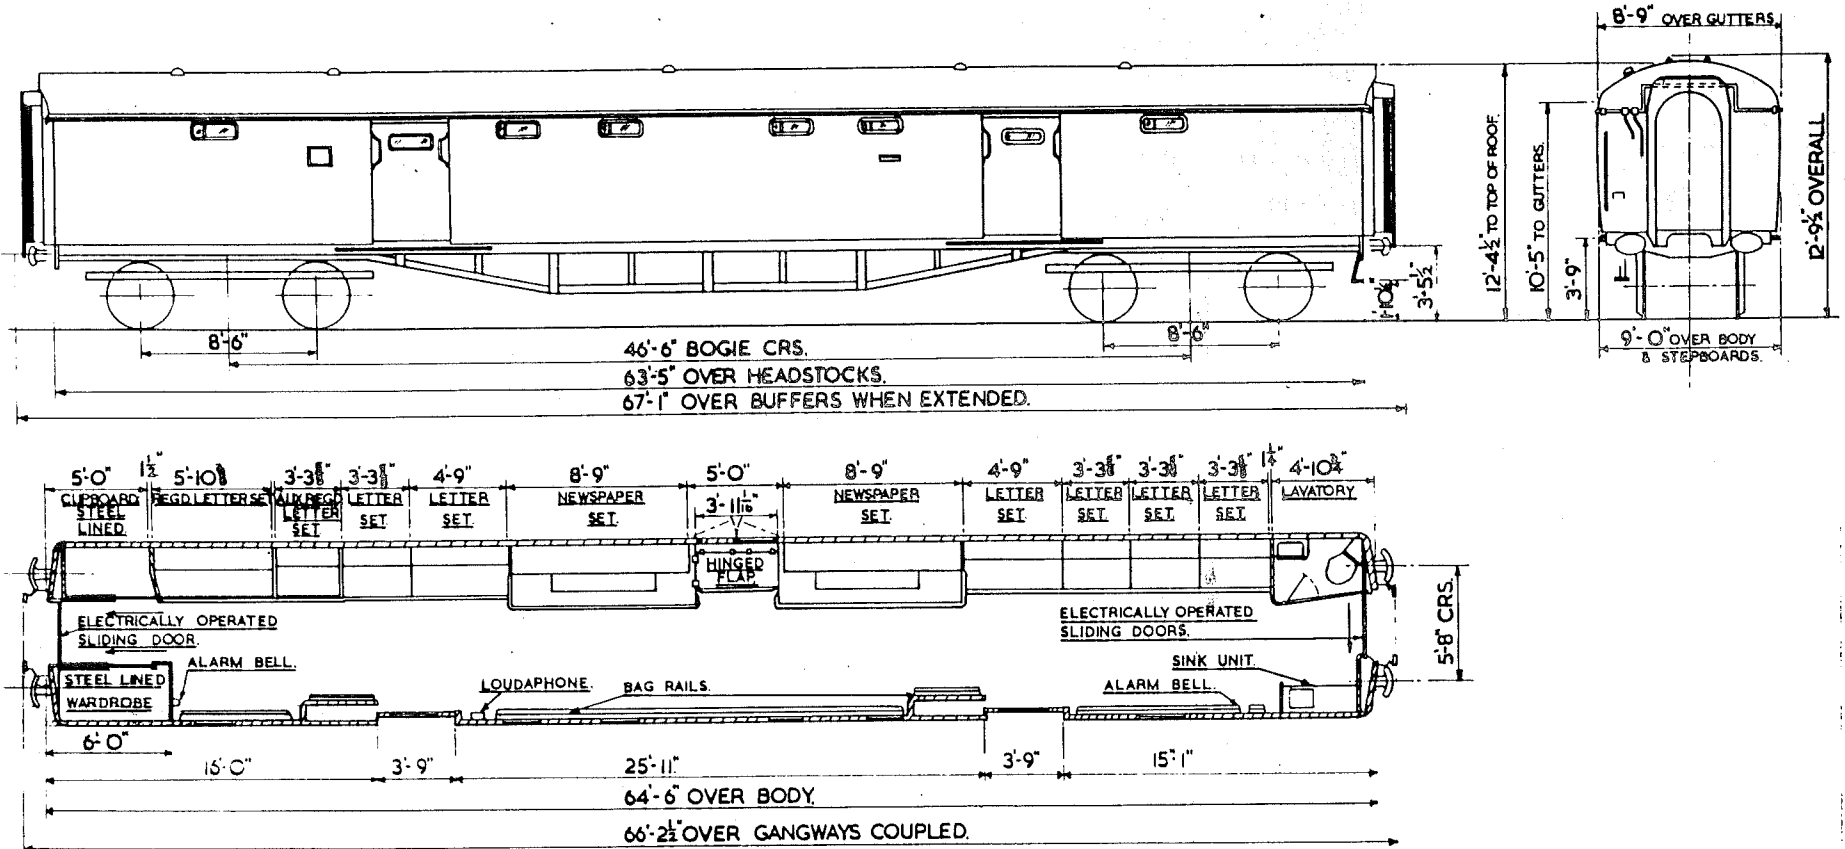 8'-9" OVER GUTTERS.
12'-4½" TO TOP OF ROOF.
10'-5" TO GUTTERS.
3'-9"
12'-9½" OVERALL
3'-5½"
8'-6"
8'-6"
9'-0" OVER BODY
& STEPBOARDS.
46'-6" BOGIE CRS.
63'-5" OVER HEADSTOCKS.
67'-1" OVER BUFFERS WHEN EXTENDED.
5'-0" 1½" 5'-10⅜" 3'-3⅝" 3'-3⅝" 4'-9" 8'-9" 5'-0" 8'-9" 4'-9" 3'-3⅝" 3'-3⅝" 3'-3⅝" 1¼" 4'-10¾"
CUPBOARD
STEEL
LINED.
REGD. LETTER SET
AUX. REGD.
LETTER
SET.
LETTER
SET.
LETTER
SET.
NEWSPAPER
SET.
3'-11 1/16"
NEWSPAPER
SET.
LETTER
SET.
LETTER
SET.
LETTER
SET.
LETTER
SET.
LAVATORY
HINGED
FLAP.
ELECTRICALLY OPERATED
SLIDING DOOR.
ELECTRICALLY OPERATED
SLIDING DOORS.
5'-8" CRS.
STEEL LINED
WARDROBE
ALARM BELL.
LOUDAPHONE.
BAG RAILS.
ALARM BELL.
SINK UNIT.
6'-0"
3'-9" 25'-11" 3'-9" 15'-1"
64'-6" OVER BODY.
66'-2½" OVER GANGWAYS COUPLED.